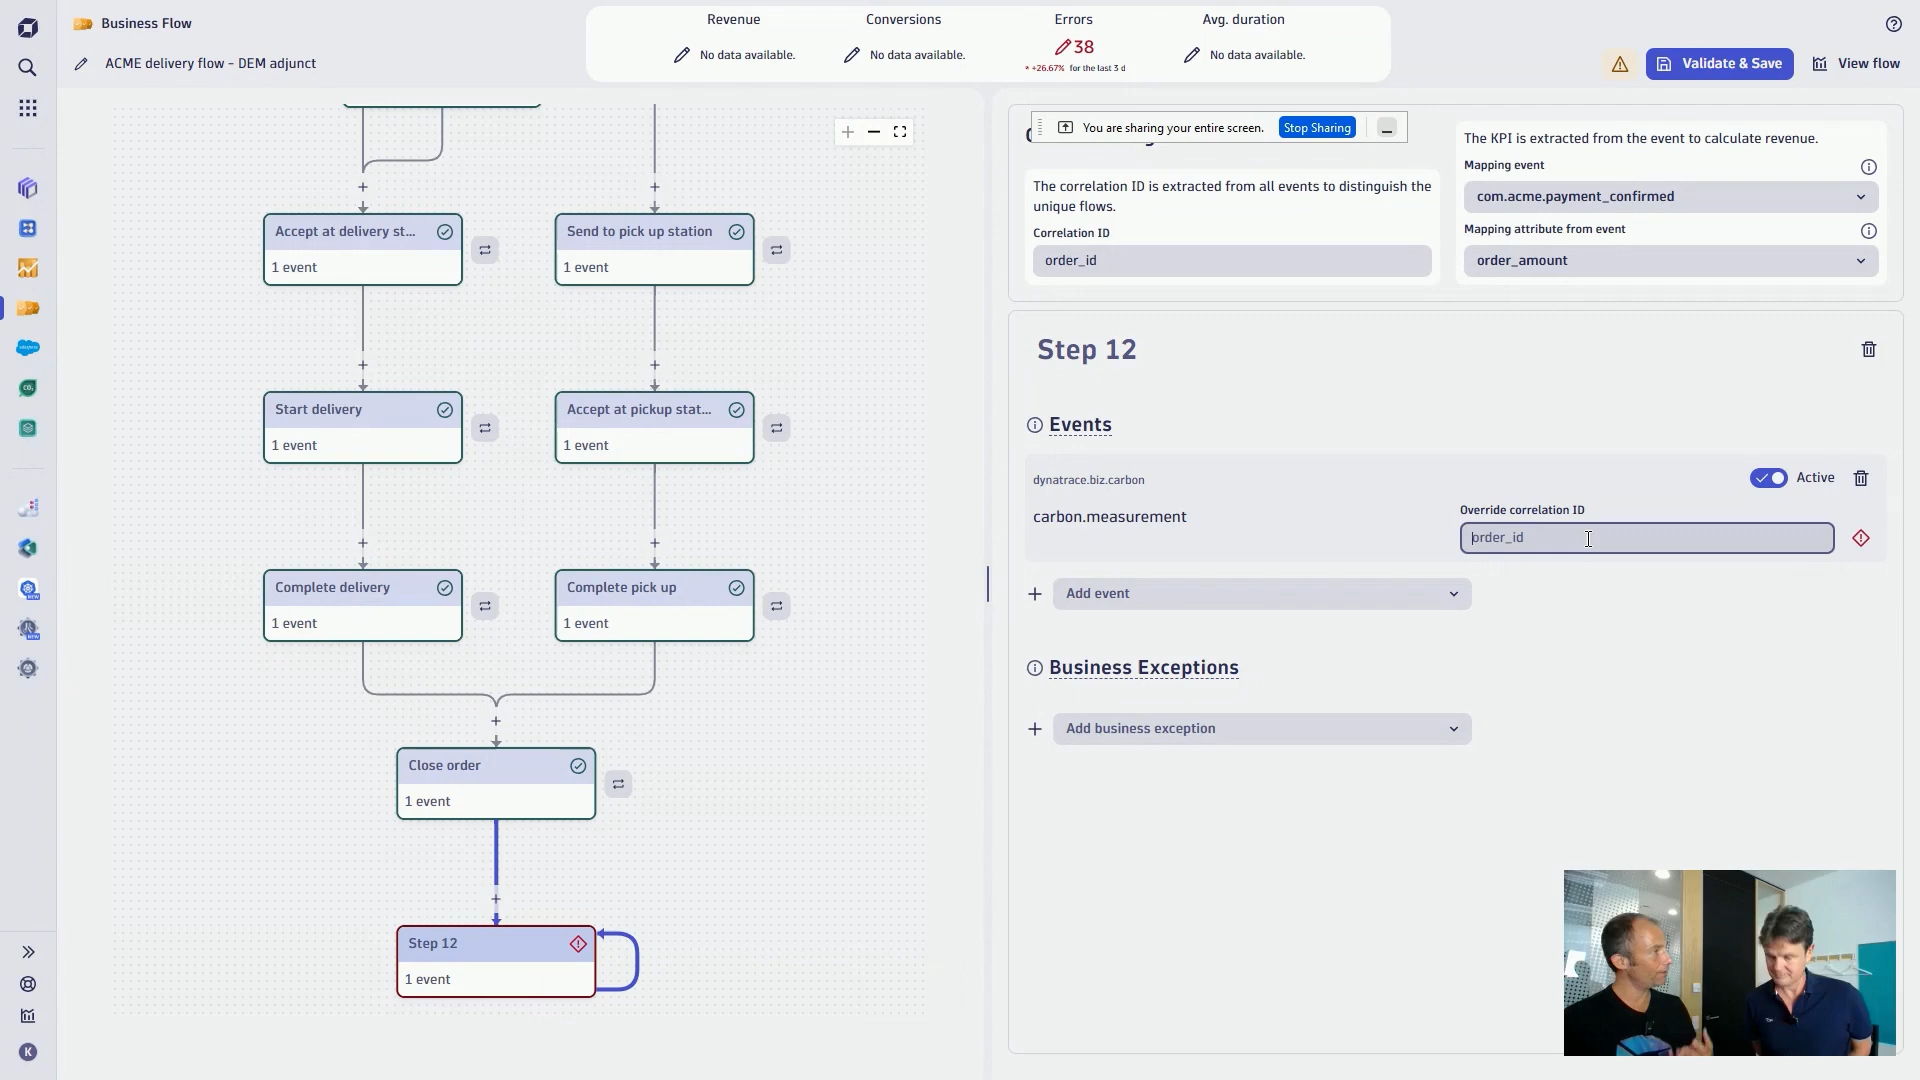 Business Flow
ACME delivery flow - DEM adjunct
Revenue
No data available.
Conversions
No data available.
Errors
38
+26.67% for the last 3 d
Avg. duration
No data available.
Validate & Save
View flow
You are sharing your entire screen.
Stop Sharing
The correlation ID is extracted from all events to distinguish the
unique flows.
Correlation ID
order_id
The KPI is extracted from the event to calculate revenue.
Mapping event
com.acme.payment_confirmed
Mapping attribute from event
order_amount
Accept at delivery st...
1 event
Send to pick up station
1 event
Start delivery
1 event
Accept at pickup stat...
1 event
Complete delivery
1 event
Complete pick up
1 event
Close order
1 event
Step 12
1 event
Step 12
Events
dynatrace.biz.carbon
Active
carbon.measurement
Override correlation ID
order_id
Add event
Business Exceptions
Add business exception
K